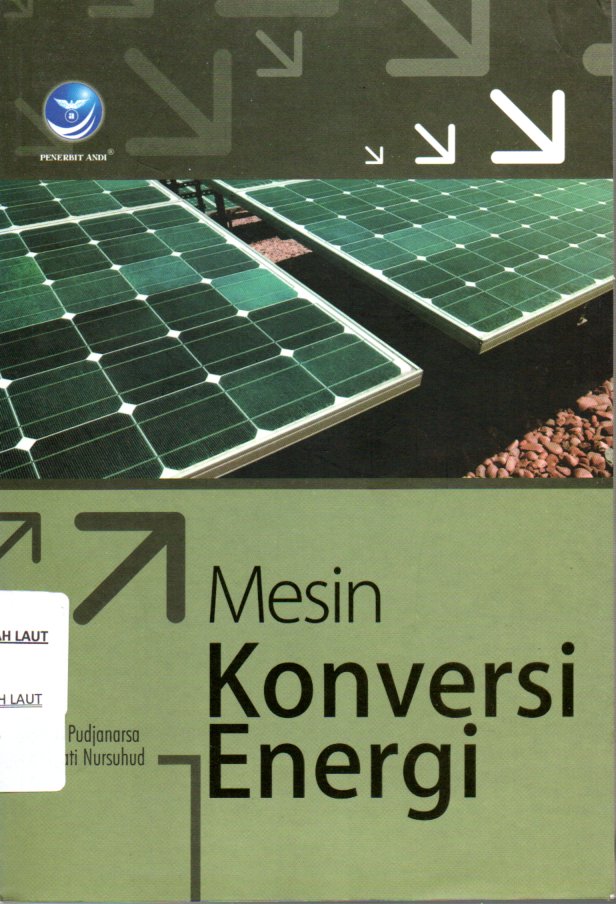 a
PENERBIT ANDI®
Mesin
Konversi
Energi
AH LAUT
H LAUT
Pudjanarsa
ati Nursuhud